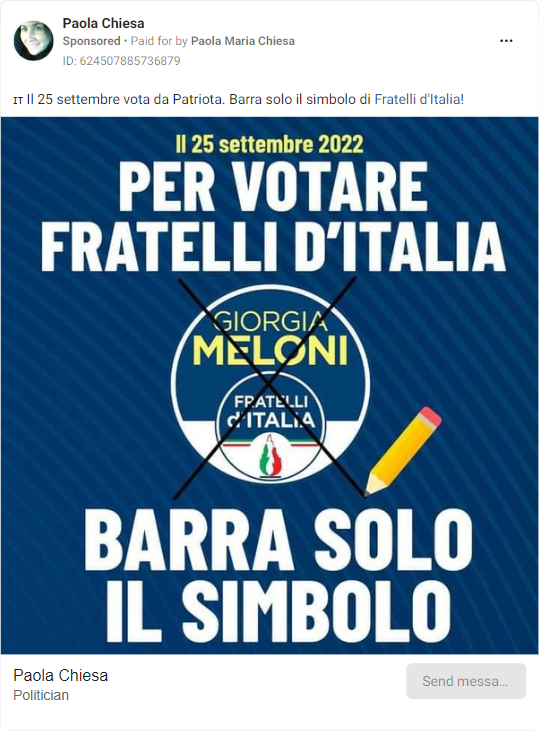 Paola Chiesa
Sponsored • Paid for by Paola Maria Chiesa
ID: 624507885736879
IT Il 25 settembre vota da Patriota. Barra solo il simbolo di Fratelli d'Italia!
Il 25 settembre 2022
PER VOTARE
FRATELLI D'ITALIA
GIORGIA
MELONI
FRATELLI
d'ITALIA
BARRA SOLO
IL SIMBOLO
Paola Chiesa
Politician
Send messa...